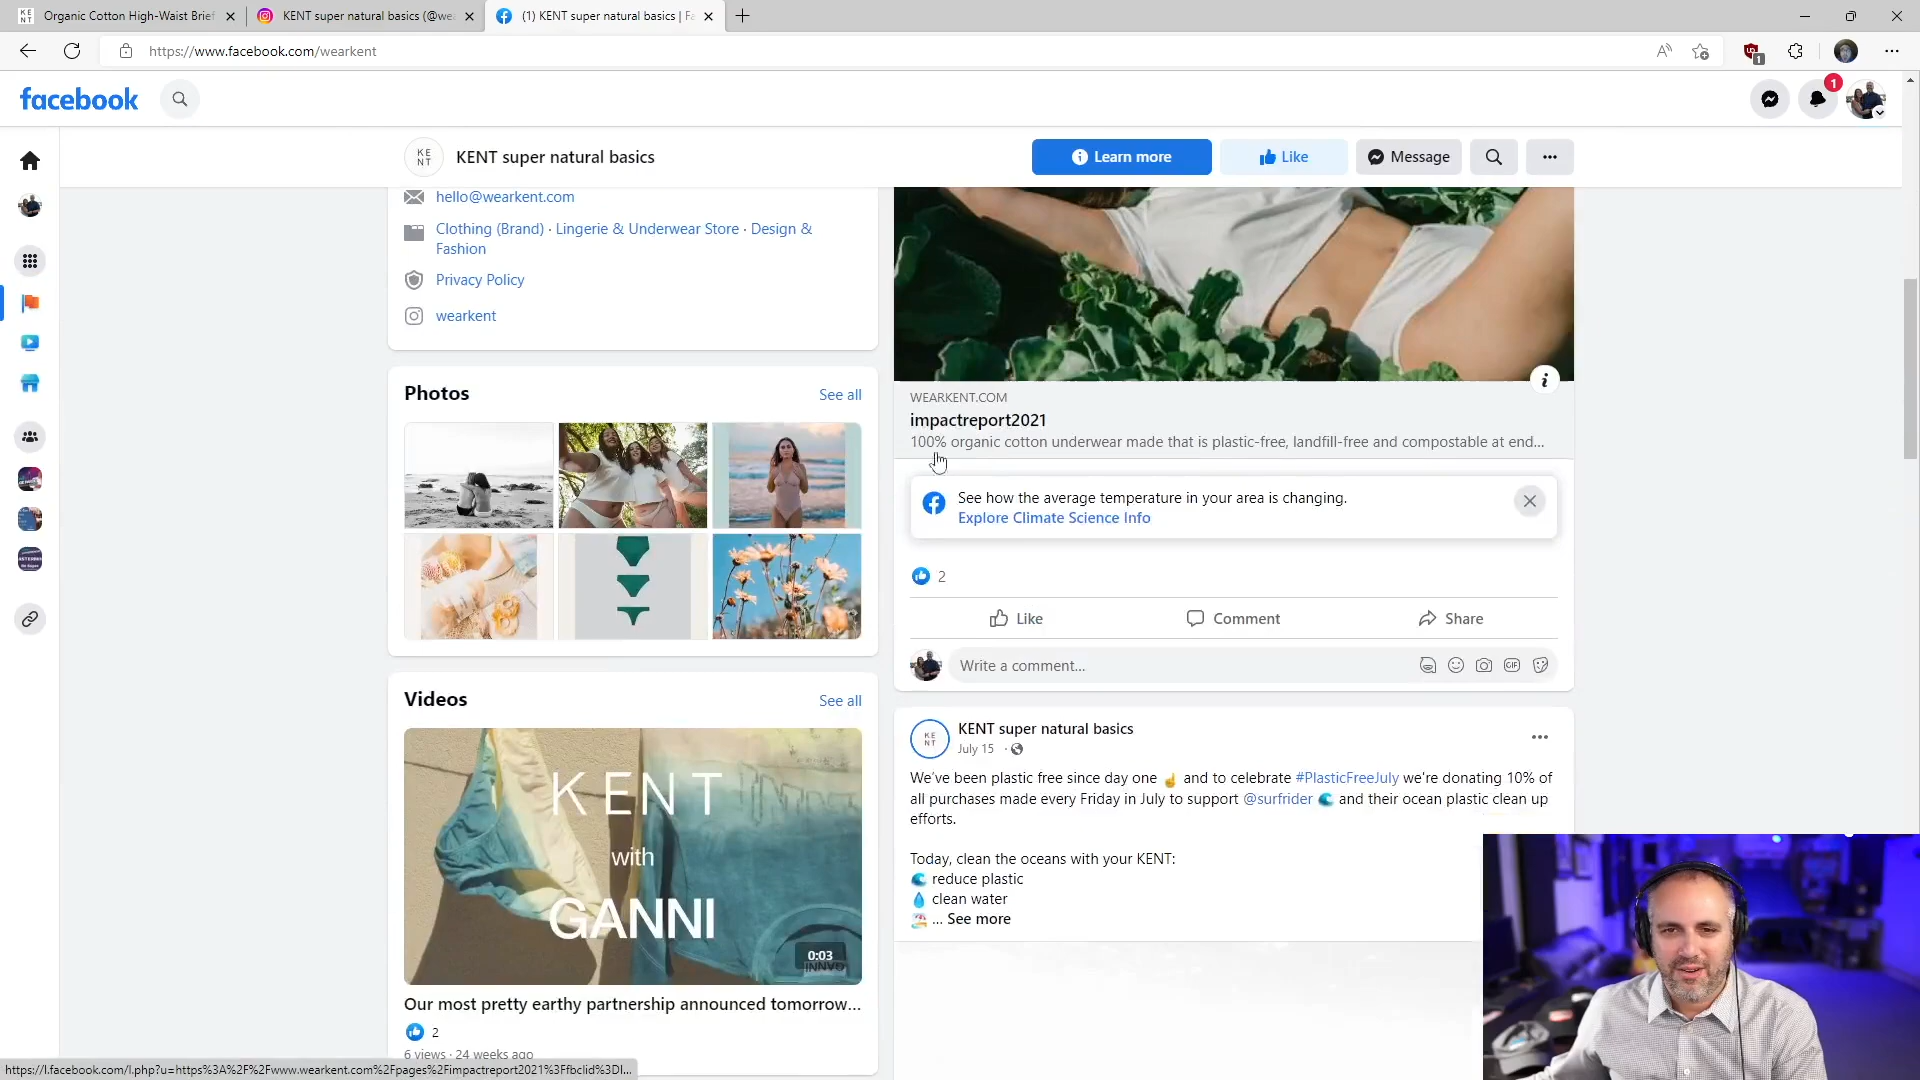 Organic Cotton High-Waist Brief
KENT super natural basics (@we
(1) KENT super natural basics | Fa
https://www.facebook.com/wearkent
1
facebook
1
KE
NT
KENT super natural basics
Learn more
Like
Message
hello@wearkent.com
Clothing (Brand) · Lingerie & Underwear Store · Design &
Fashion
Privacy Policy
wearkent
Photos
See all
Videos
See all
KENT
with
GANNI
0:03
Our most pretty earthy partnership announced tomorrow...
2
6 views · 24 weeks ago
WEARKENT.COM
impactreport2021
100% organic cotton underwear made that is plastic-free, landfill-free and compostable at end...
See how the average temperature in your area is changing.
Explore Climate Science Info
2
Like
Comment
Share
Write a comment...
GIF
KE
NT
KENT super natural basics
July 15 ·
We've been plastic free since day one ☝ and to celebrate #PlasticFreeJuly we're donating 10% of
all purchases made every Friday in July to support @surfrider 🌊 and their ocean plastic clean up
efforts.
Today, clean the oceans with your KENT:
🌊 reduce plastic
💧 clean water
🏖 ... See more
https://l.facebook.com/l.php?u=https%3A%2F%2Fwww.wearkent.com%2Fpages%2Fimpactreport2021%3Ffbclid%3DI...